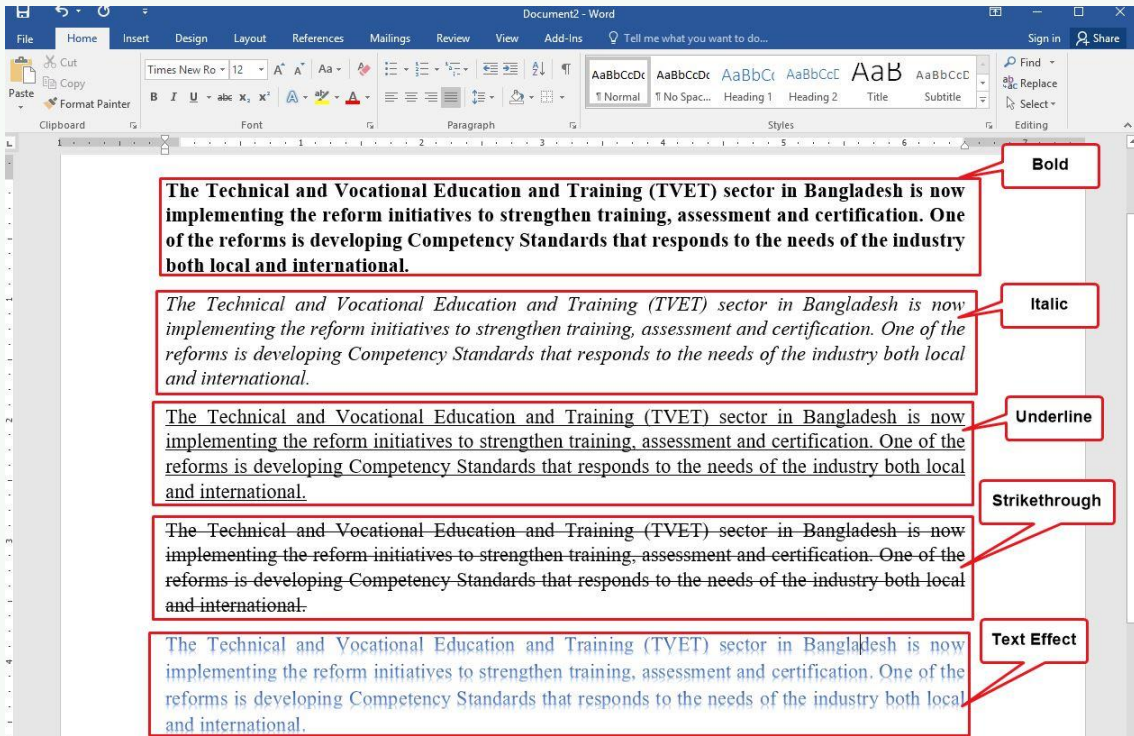 Document2 - Word
File Home Insert Design Layout References Mailings Review View Add-Ins Tell me what you want to do... Sign in Share
Cut
Copy
Paste
Format Painter
Times New Ro 12
B I U abc X₂ X²
AaBbCcDc AaBbCcDc AaBbCc AaBbCcC AaB AaBbCcD
¶ Normal ¶ No Spac... Heading 1 Heading 2 Title Subtitle
Find
Replace
Select
Clipboard Font Paragraph Styles Editing
Bold
The Technical and Vocational Education and Training (TVET) sector in Bangladesh is now
implementing the reform initiatives to strengthen training, assessment and certification. One
of the reforms is developing Competency Standards that responds to the needs of the industry
both local and international.
Italic
The Technical and Vocational Education and Training (TVET) sector in Bangladesh is now
implementing the reform initiatives to strengthen training, assessment and certification. One of the
reforms is developing Competency Standards that responds to the needs of the industry both local
and international.
Underline
The Technical and Vocational Education and Training (TVET) sector in Bangladesh is now
implementing the reform initiatives to strengthen training, assessment and certification. One of the
reforms is developing Competency Standards that responds to the needs of the industry both local
and international.
Strikethrough
The Technical and Vocational Education and Training (TVET) sector in Bangladesh is now
implementing the reform initiatives to strengthen training, assessment and certification. One of the
reforms is developing Competency Standards that responds to the needs of the industry both local
and international.
Text Effect
The Technical and Vocational Education and Training (TVET) sector in Bangladesh is now
implementing the reform initiatives to strengthen training, assessment and certification. One of the
reforms is developing Competency Standards that responds to the needs of the industry both local
and international.